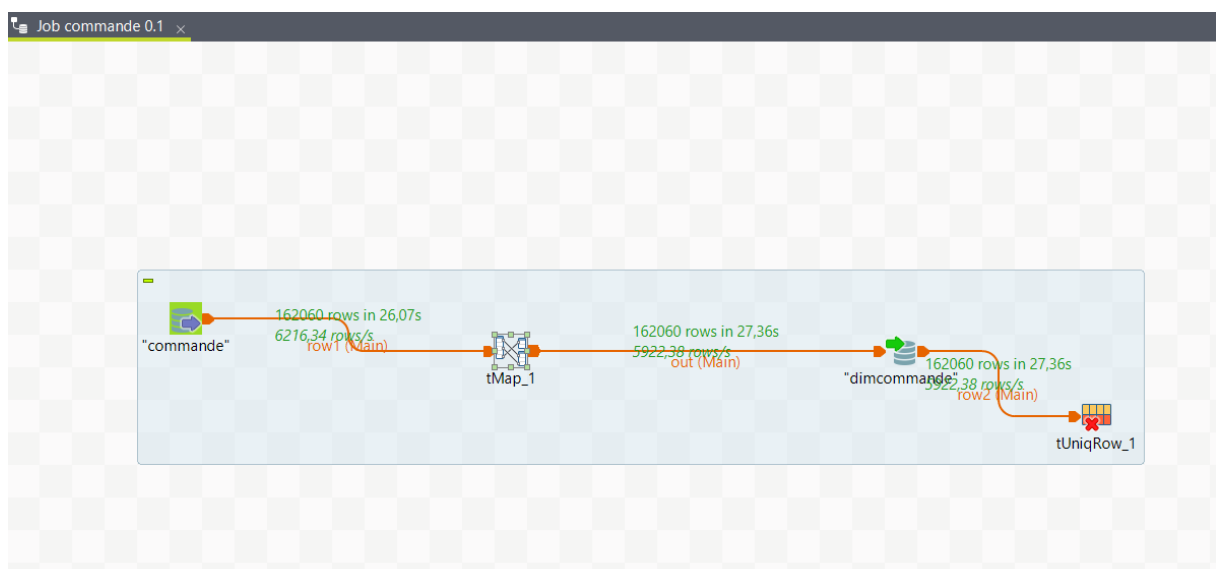 Job commande 0.1
162060 rows in 26,07s
6216,34 rows/s
row1 (Main)
"commande"
tMap_1
162060 rows in 27,36s
5922,38 rows/s
out (Main)
"dimcommande"
162060 rows in 27,36s
5922,38 rows/s
row2 (Main)
tUniqRow_1